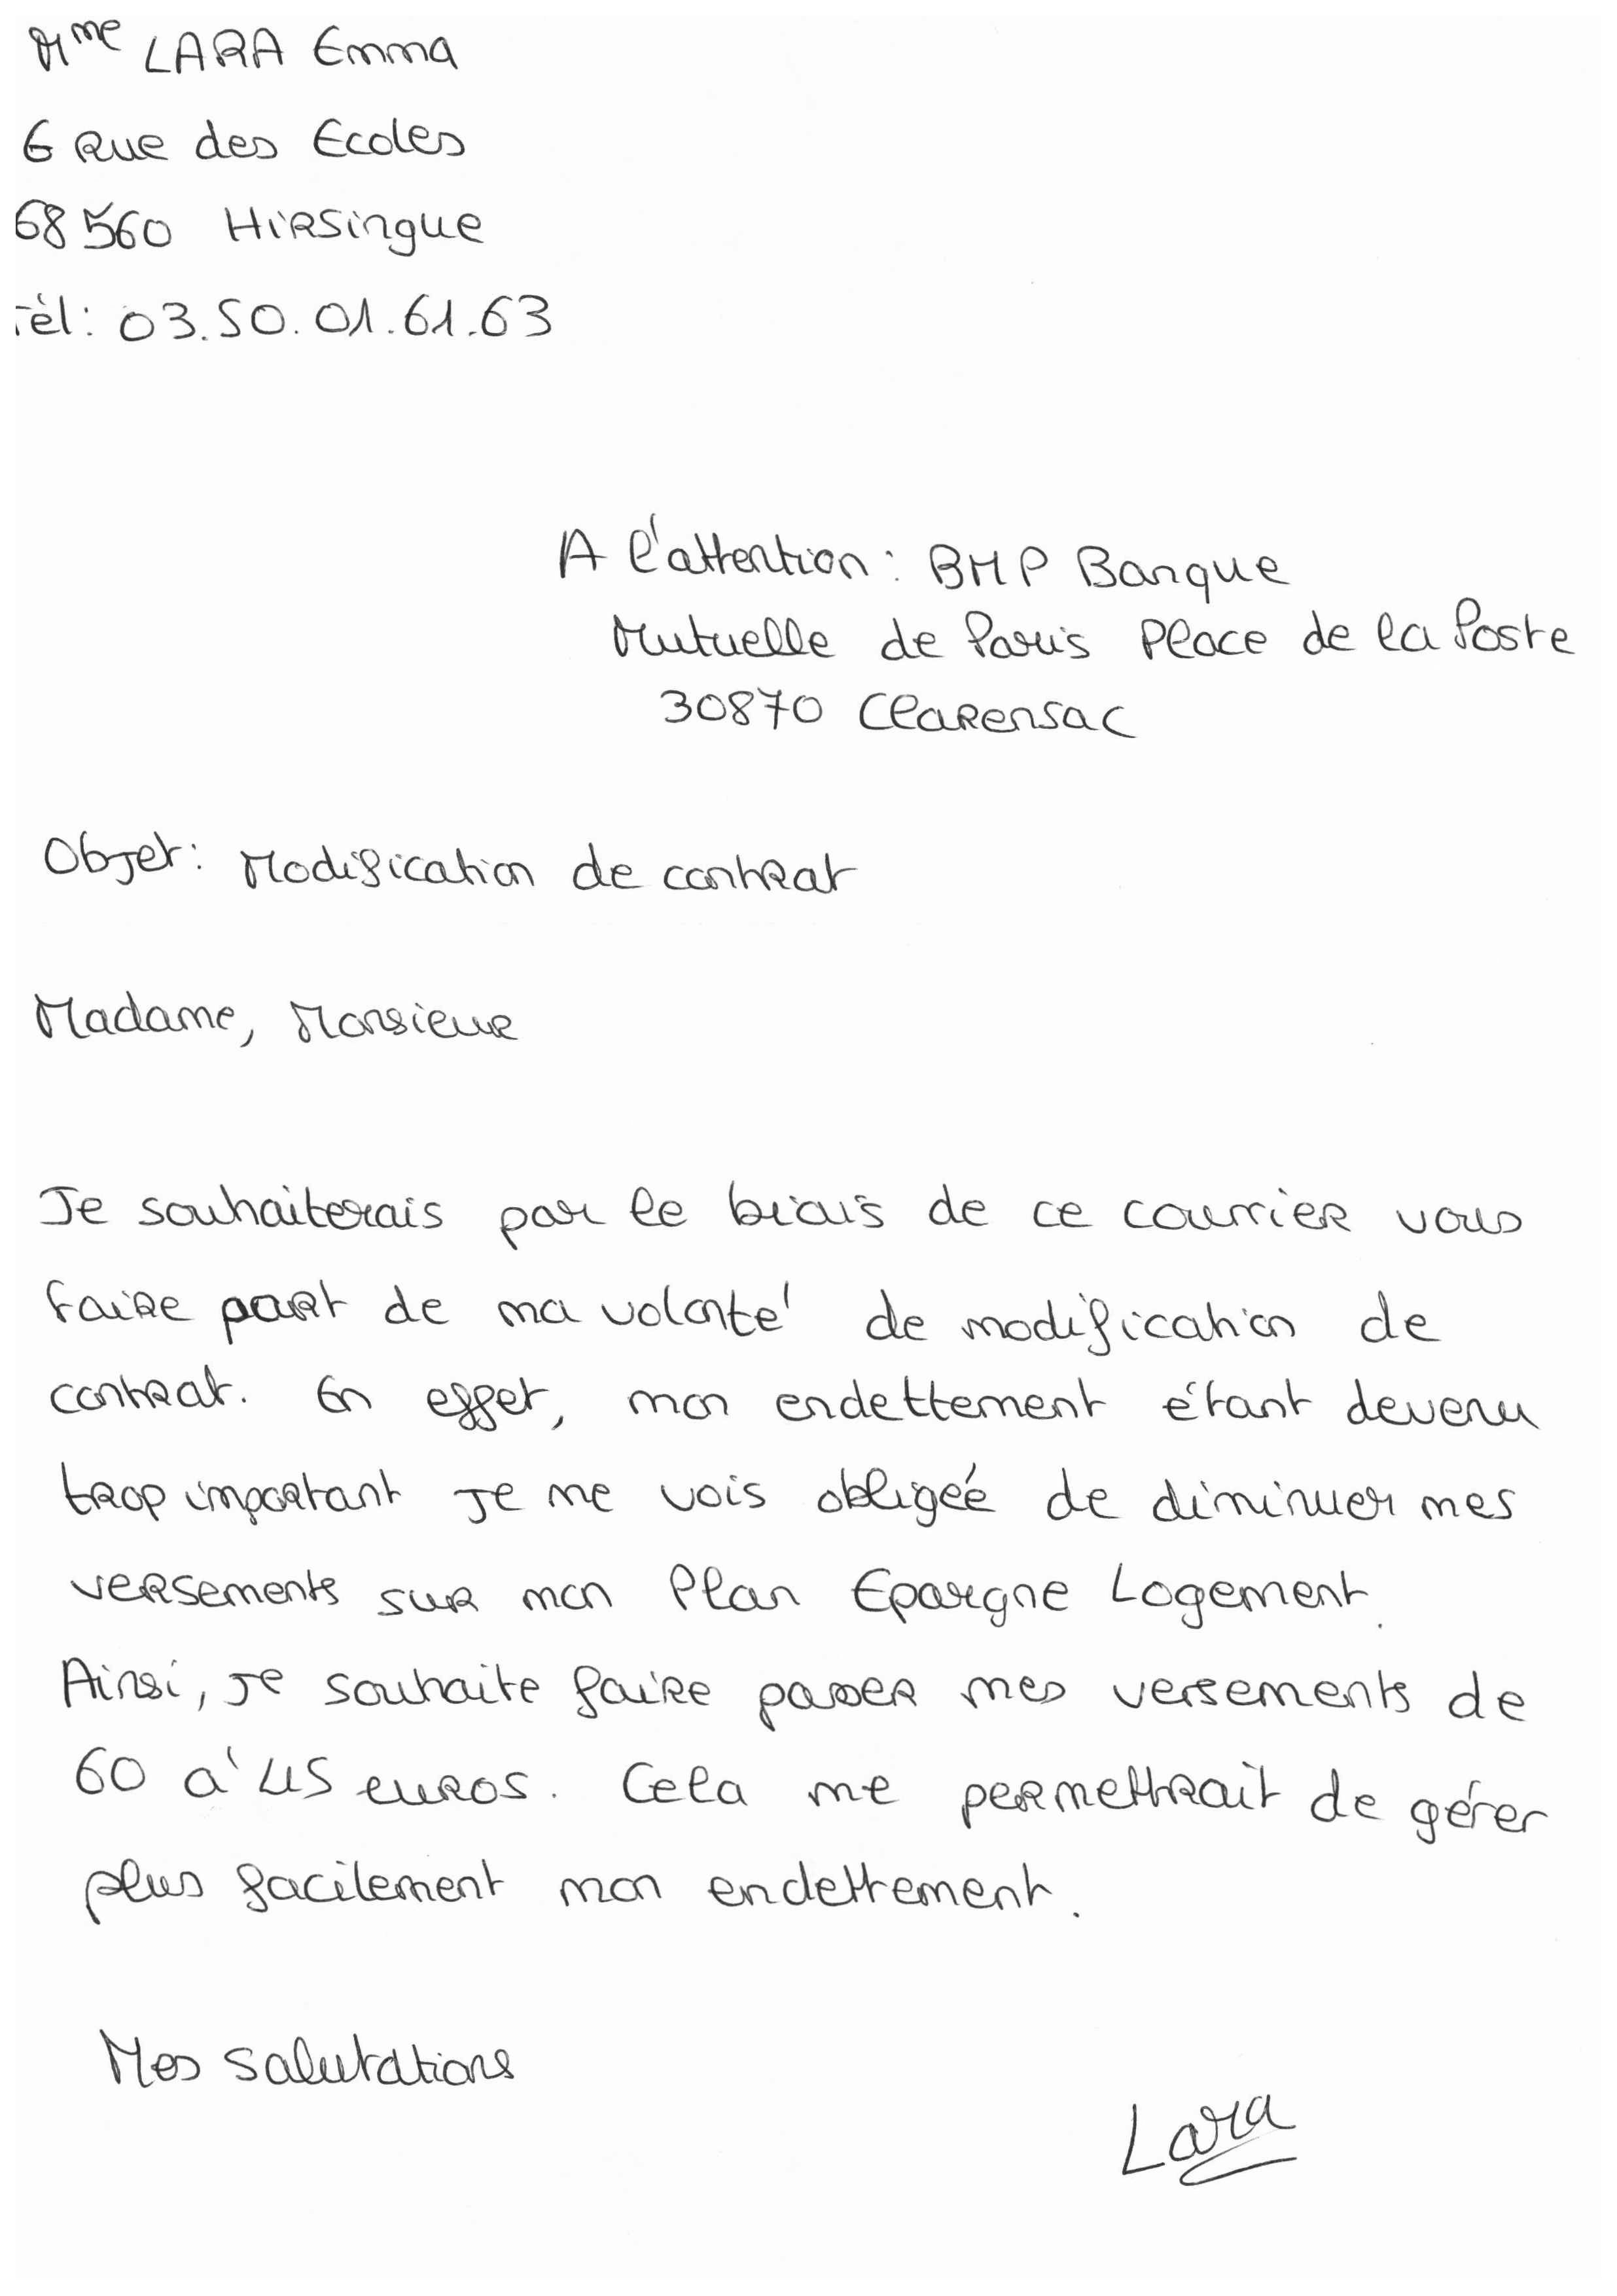 Mme LARA Emma
6 Rue des Ecoles
68560 Hirsingue
Tèl: 03.50.01.61.63
A l'attention: BMP Banque
Mutuelle de Paris Place de la Poste
30870 Clarensac
Objet: Modification de contrat
Madame, Monsieur
Je souhaiterais par le biais de ce courrier vous
faire part de ma volonté de modification de
contrat. En effet, mon endettement étant devenu
trop important je me vois obligée de diminuer mes
versements sur mon Plan Epargne Logement.
Ainsi, je souhaite faire passer mes versements de
60 à 45 euros. Cela me permettrait de gérer
plus facilement mon endettement.
Mes salutations
Lara